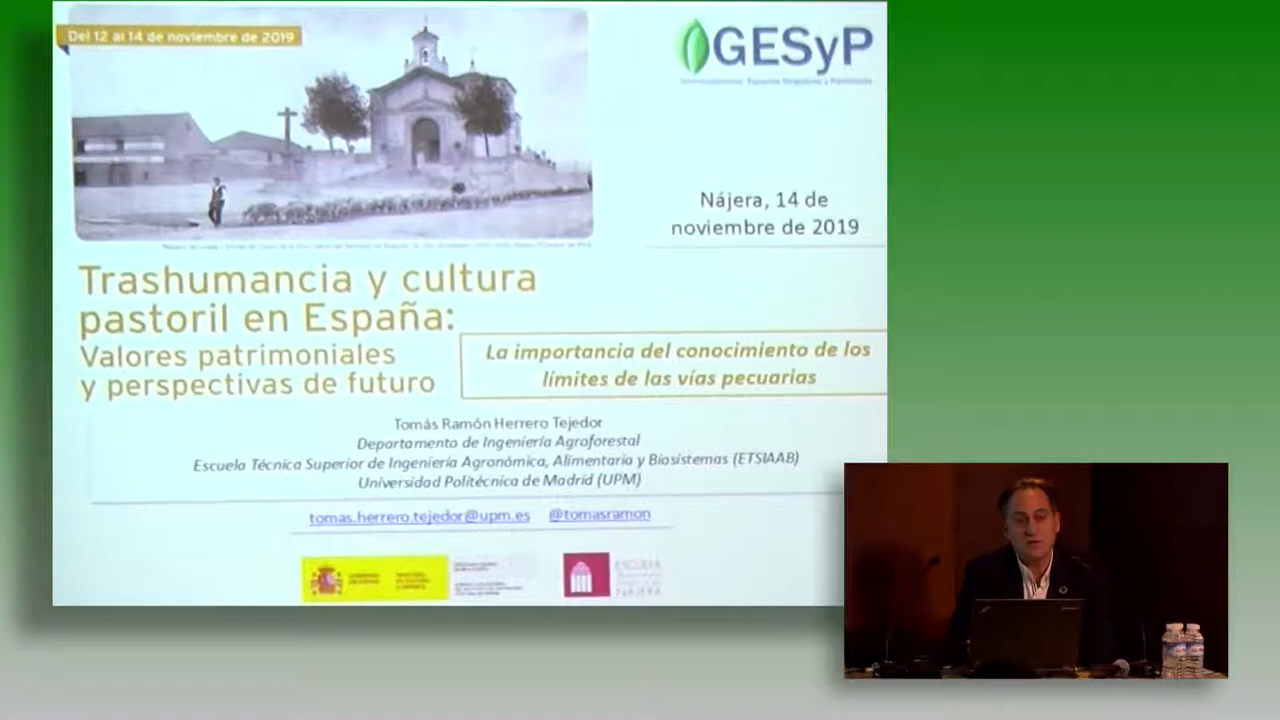 Del 12 al 14 de noviembre de 2019
GESyP
Nájera, 14 de
noviembre de 2019
Trashumancia y cultura
pastoril en España:
Valores patrimoniales
y perspectivas de futuro
La importancia del conocimiento de los
límites de las vías pecuarias
Tomás Ramón Herrero Tejedor
Departamento de Ingeniería Agroforestal
Escuela Técnica Superior de Ingeniería Agronómica, Alimentaria y Biosistemas (ETSIAAB)
Universidad Politécnica de Madrid (UPM)
tomas.herrero.tejedor@upm.es @tomasramon
ESCUELA
NÁJERA